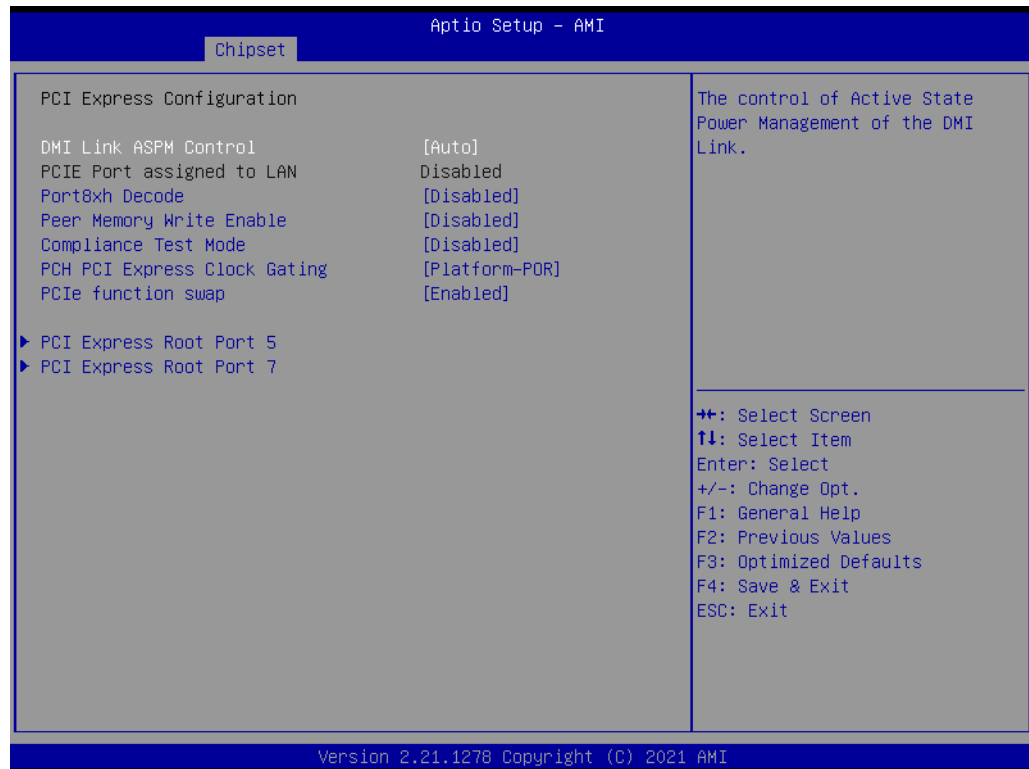 Aptio Setup – AMI
Chipset
PCI Express Configuration
DMI Link ASPM Control [Auto]
PCIE Port assigned to LAN Disabled
Port8xh Decode [Disabled]
Peer Memory Write Enable [Disabled]
Compliance Test Mode [Disabled]
PCH PCI Express Clock Gating [Platform-POR]
PCIe function swap [Enabled]
▶ PCI Express Root Port 5
▶ PCI Express Root Port 7
The control of Active State
Power Management of the DMI
Link.
→←: Select Screen
↑↓: Select Item
Enter: Select
+/-: Change Opt.
F1: General Help
F2: Previous Values
F3: Optimized Defaults
F4: Save & Exit
ESC: Exit
Version 2.21.1278 Copyright (C) 2021 AMI